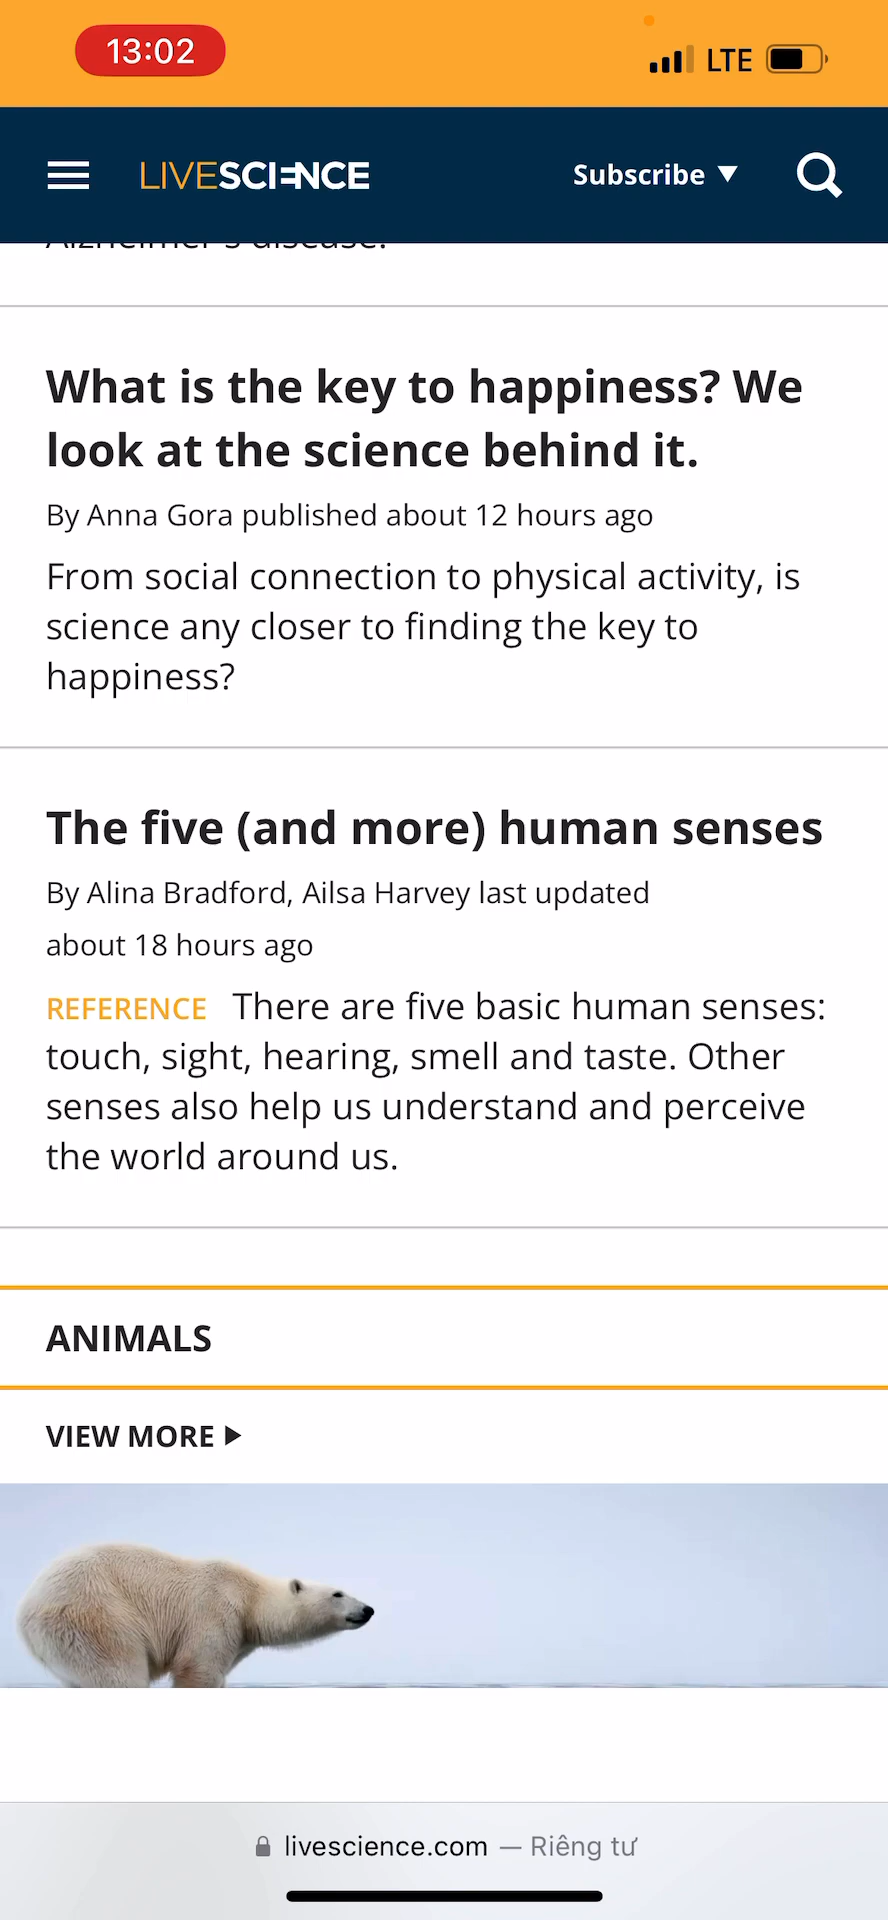 13:02
LTE
LIVESCIENCE
Subscribe
Alzheimer's disease.
What is the key to happiness? We
look at the science behind it.
By Anna Gora published about 12 hours ago
From social connection to physical activity, is
science any closer to finding the key to
happiness?
The five (and more) human senses
By Alina Bradford, Ailsa Harvey last updated
about 18 hours ago
REFERENCE There are five basic human senses:
touch, sight, hearing, smell and taste. Other
senses also help us understand and perceive
the world around us.
ANIMALS
VIEW MORE
livescience.com — Riêng tư